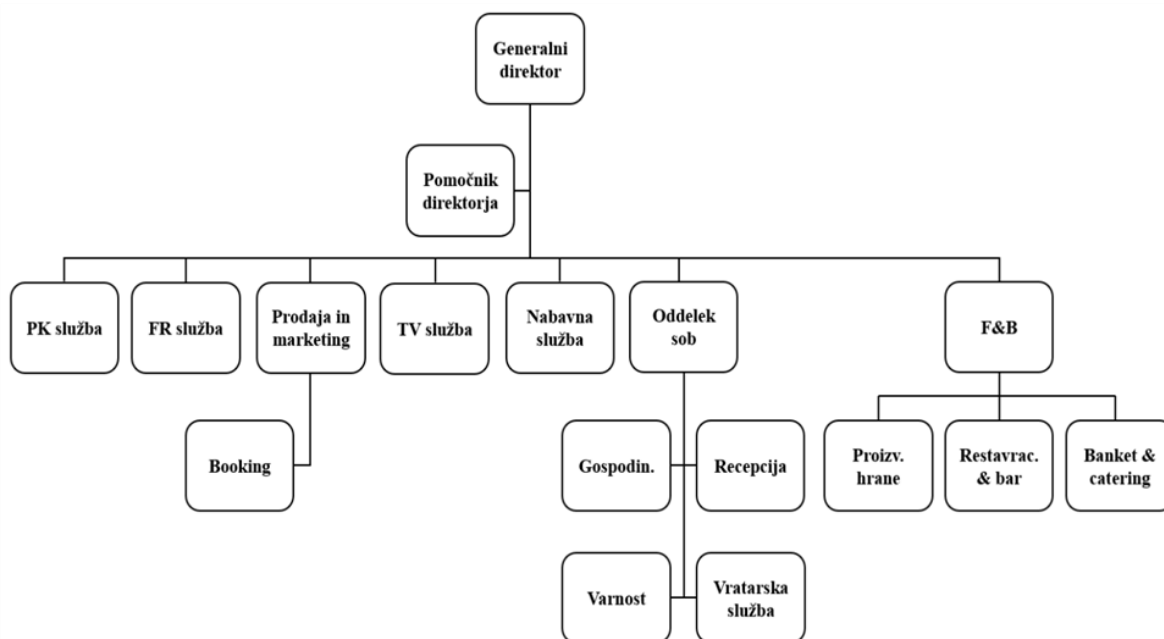 Generalni
direktor
Pomočnik
direktorja
PK služba
FR služba
Prodaja in
marketing
TV služba
Nabavna
služba
Oddelek
sob
F&B
Booking
Gospodin.
Recepcija
Proizv.
hrane
Restavrac.
& bar
Banket &
catering
Varnost
Vratarska
služba